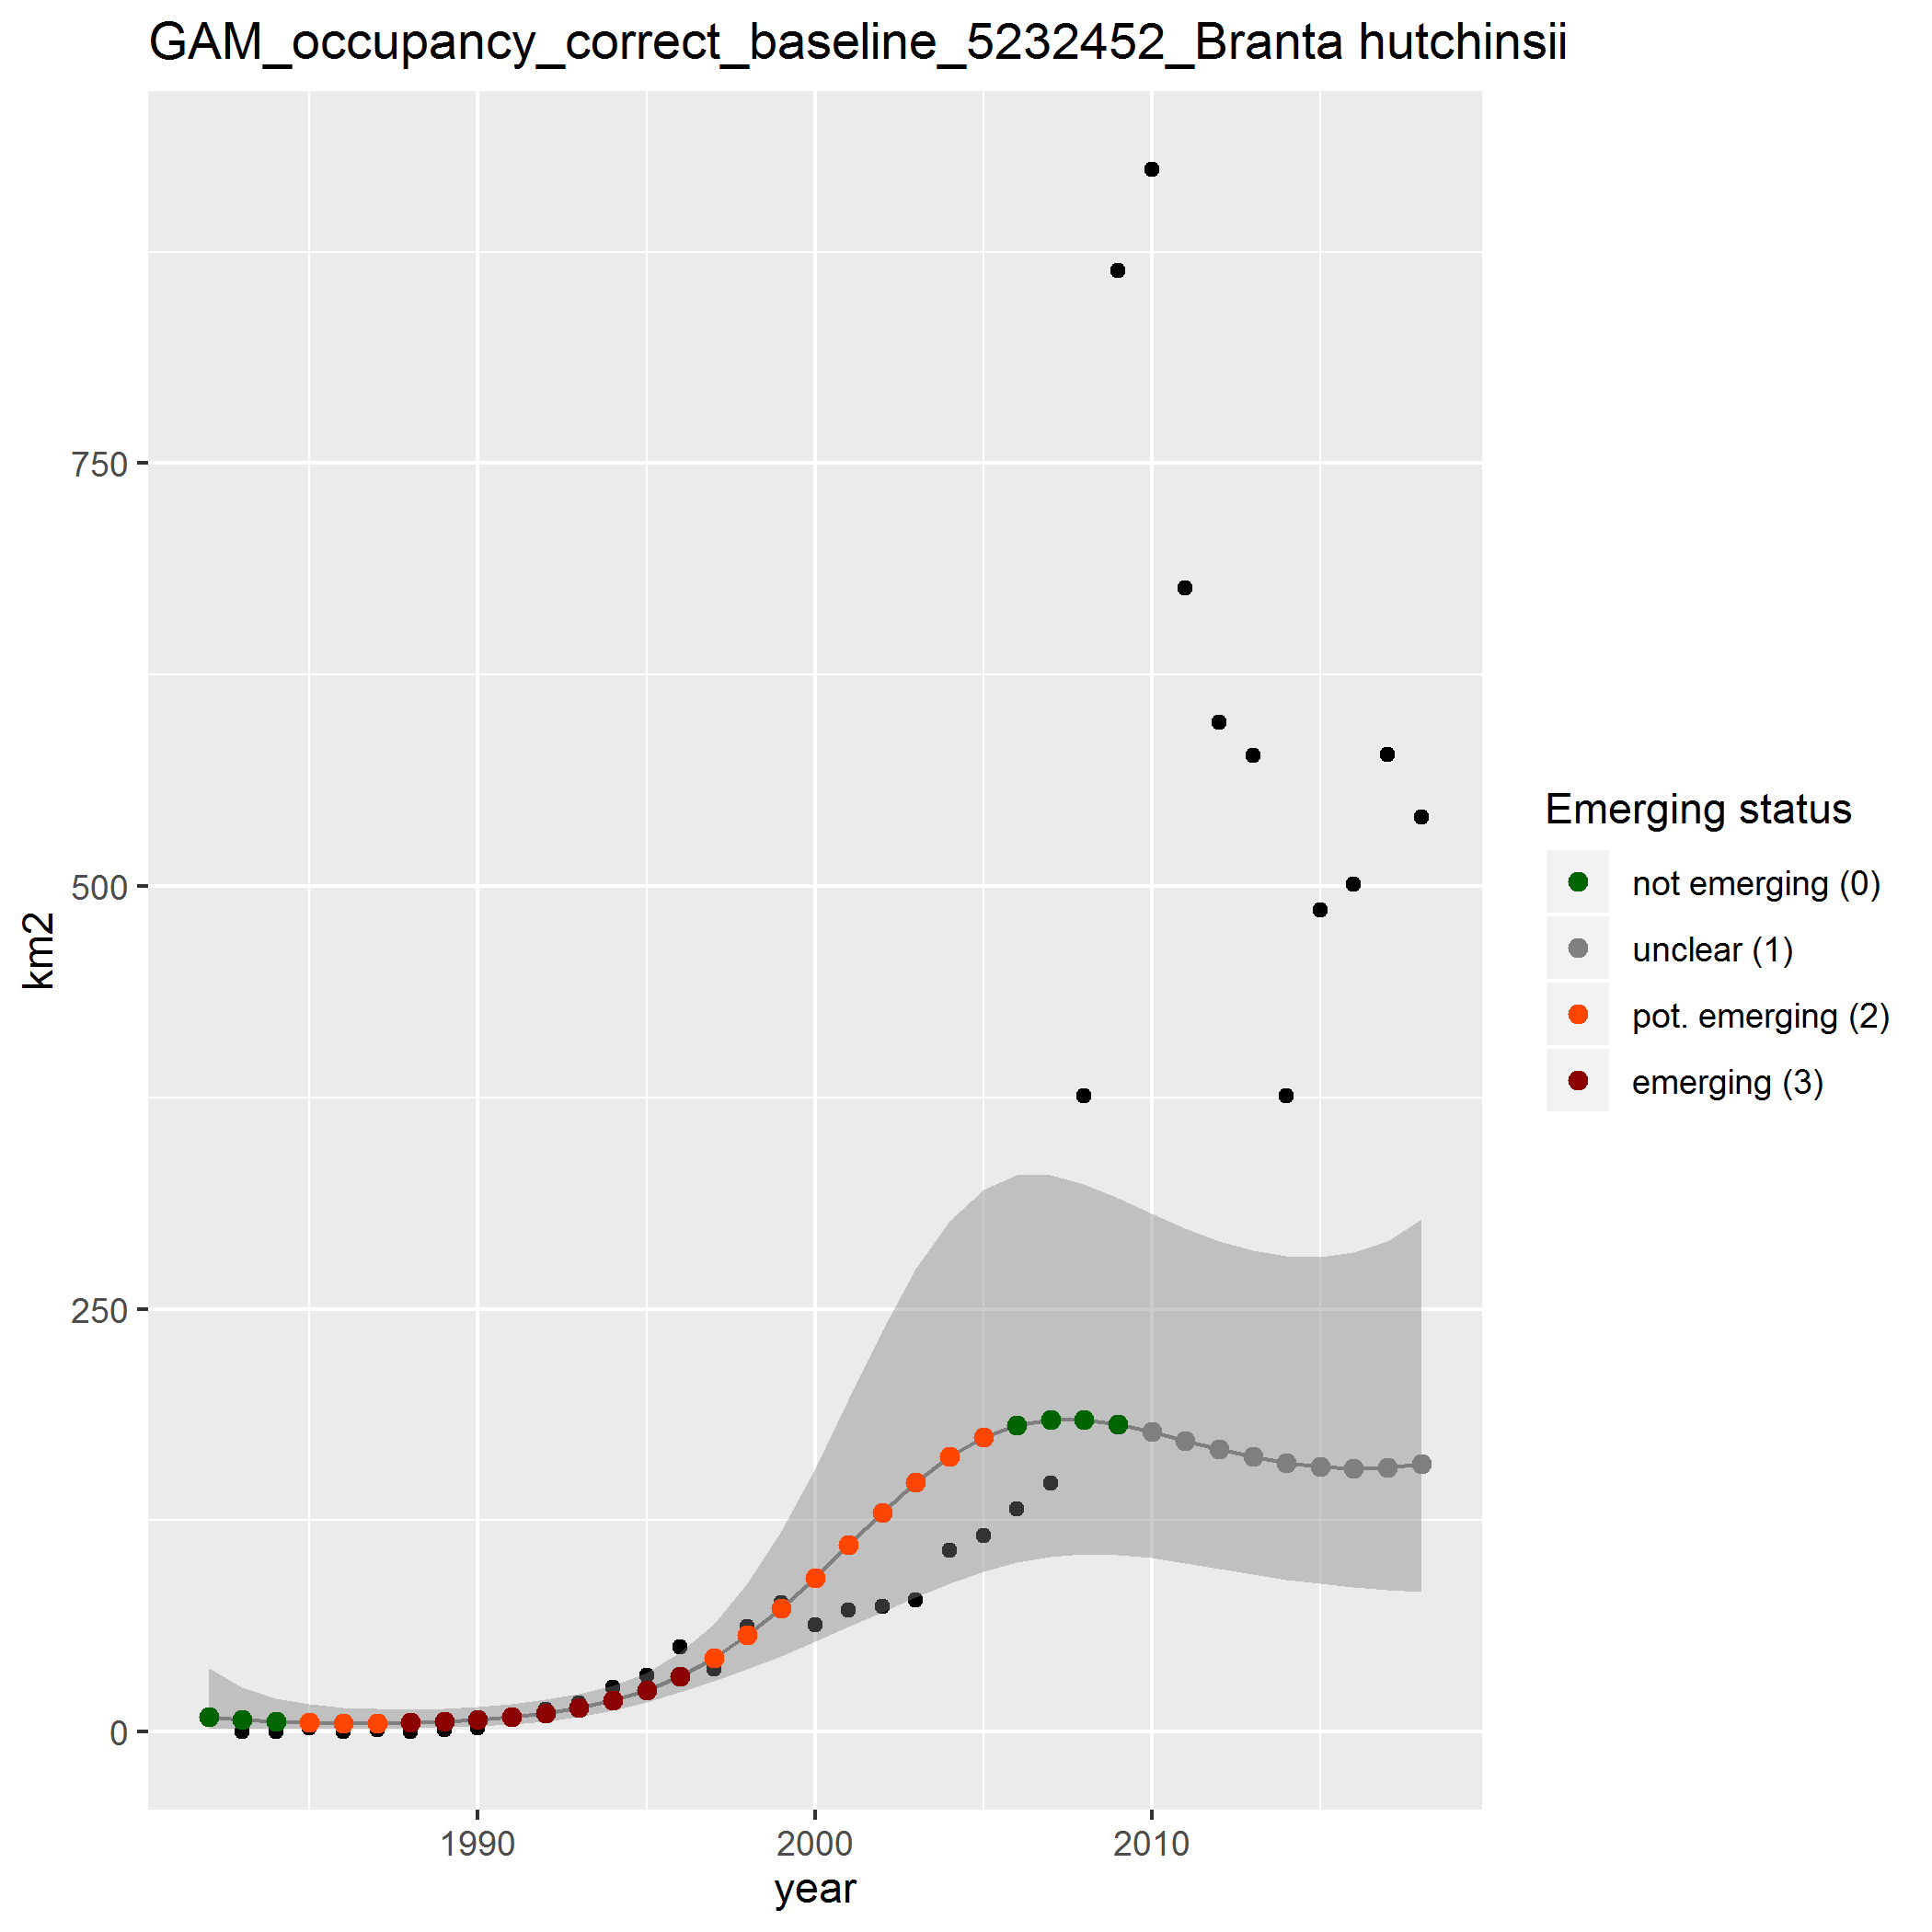 GAM_occupancy_correct_baseline_5232452_Branta hutchinsii
750
500
250
0
km2
1990 2000 2010
year
Emerging status
not emerging (0)
unclear (1)
pot. emerging (2)
emerging (3)